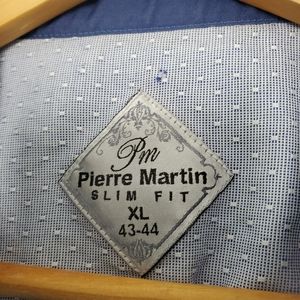 Pm
Pierre Martin
SLIM FIT
XL
43-44